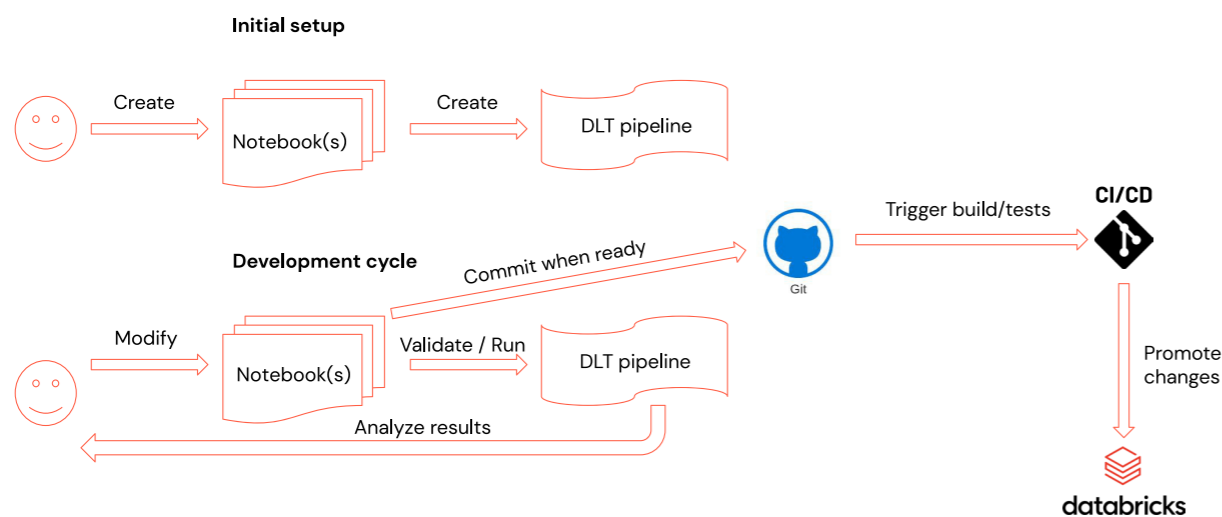 Initial setup
Create
Create
Notebook(s)
DLT pipeline
CI/CD
Trigger build/tests
Commit when ready
Development cycle
Git
Modify
Validate / Run
Notebook(s)
DLT pipeline
Promote
changes
Analyze results
databricks